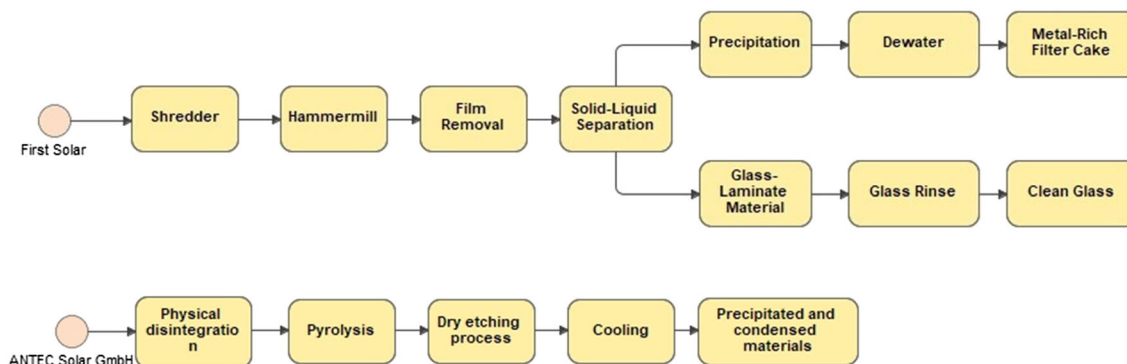 First Solar
Shredder
Hammermill
Film
Removal
Solid-Liquid
Separation
Precipitation
Dewater
Metal-Rich
Filter Cake
Glass-
Laminate
Material
Glass Rinse
Clean Glass
ANTEC Solar GmbH
Physical
disintegratio
n
Pyrolysis
Dry etching
process
Cooling
Precipitated and
condensed
materials